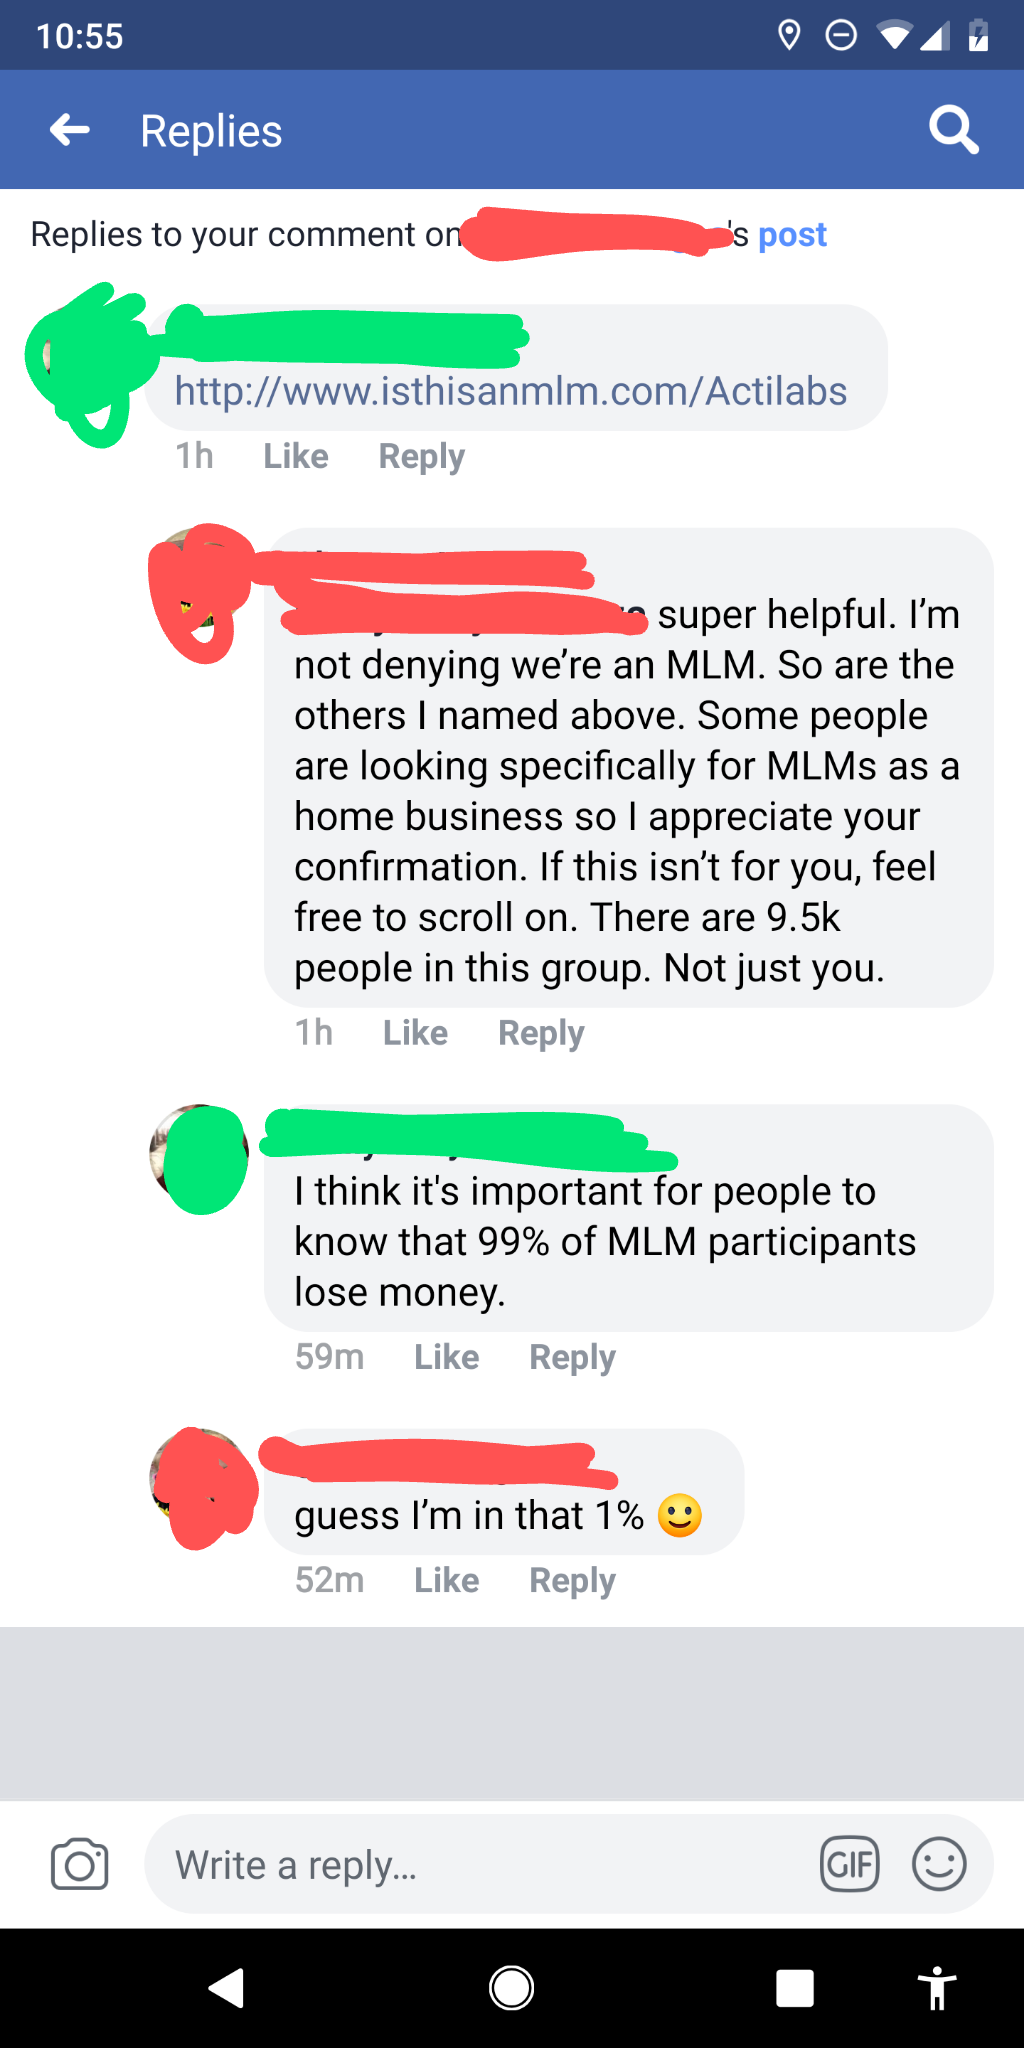 10:55
Replies
Replies to your comment on 's post
http://www.isthisanmlm.com/Actilabs
1h Like Reply
super helpful. I’m
not denying we’re an MLM. So are the
others I named above. Some people
are looking specifically for MLMs as a
home business so I appreciate your
confirmation. If this isn’t for you, feel
free to scroll on. There are 9.5k
people in this group. Not just you.
1h Like Reply
I think it's important for people to
know that 99% of MLM participants
lose money.
59m Like Reply
guess I’m in that 1% 🙂
52m Like Reply
Write a reply...
GIF